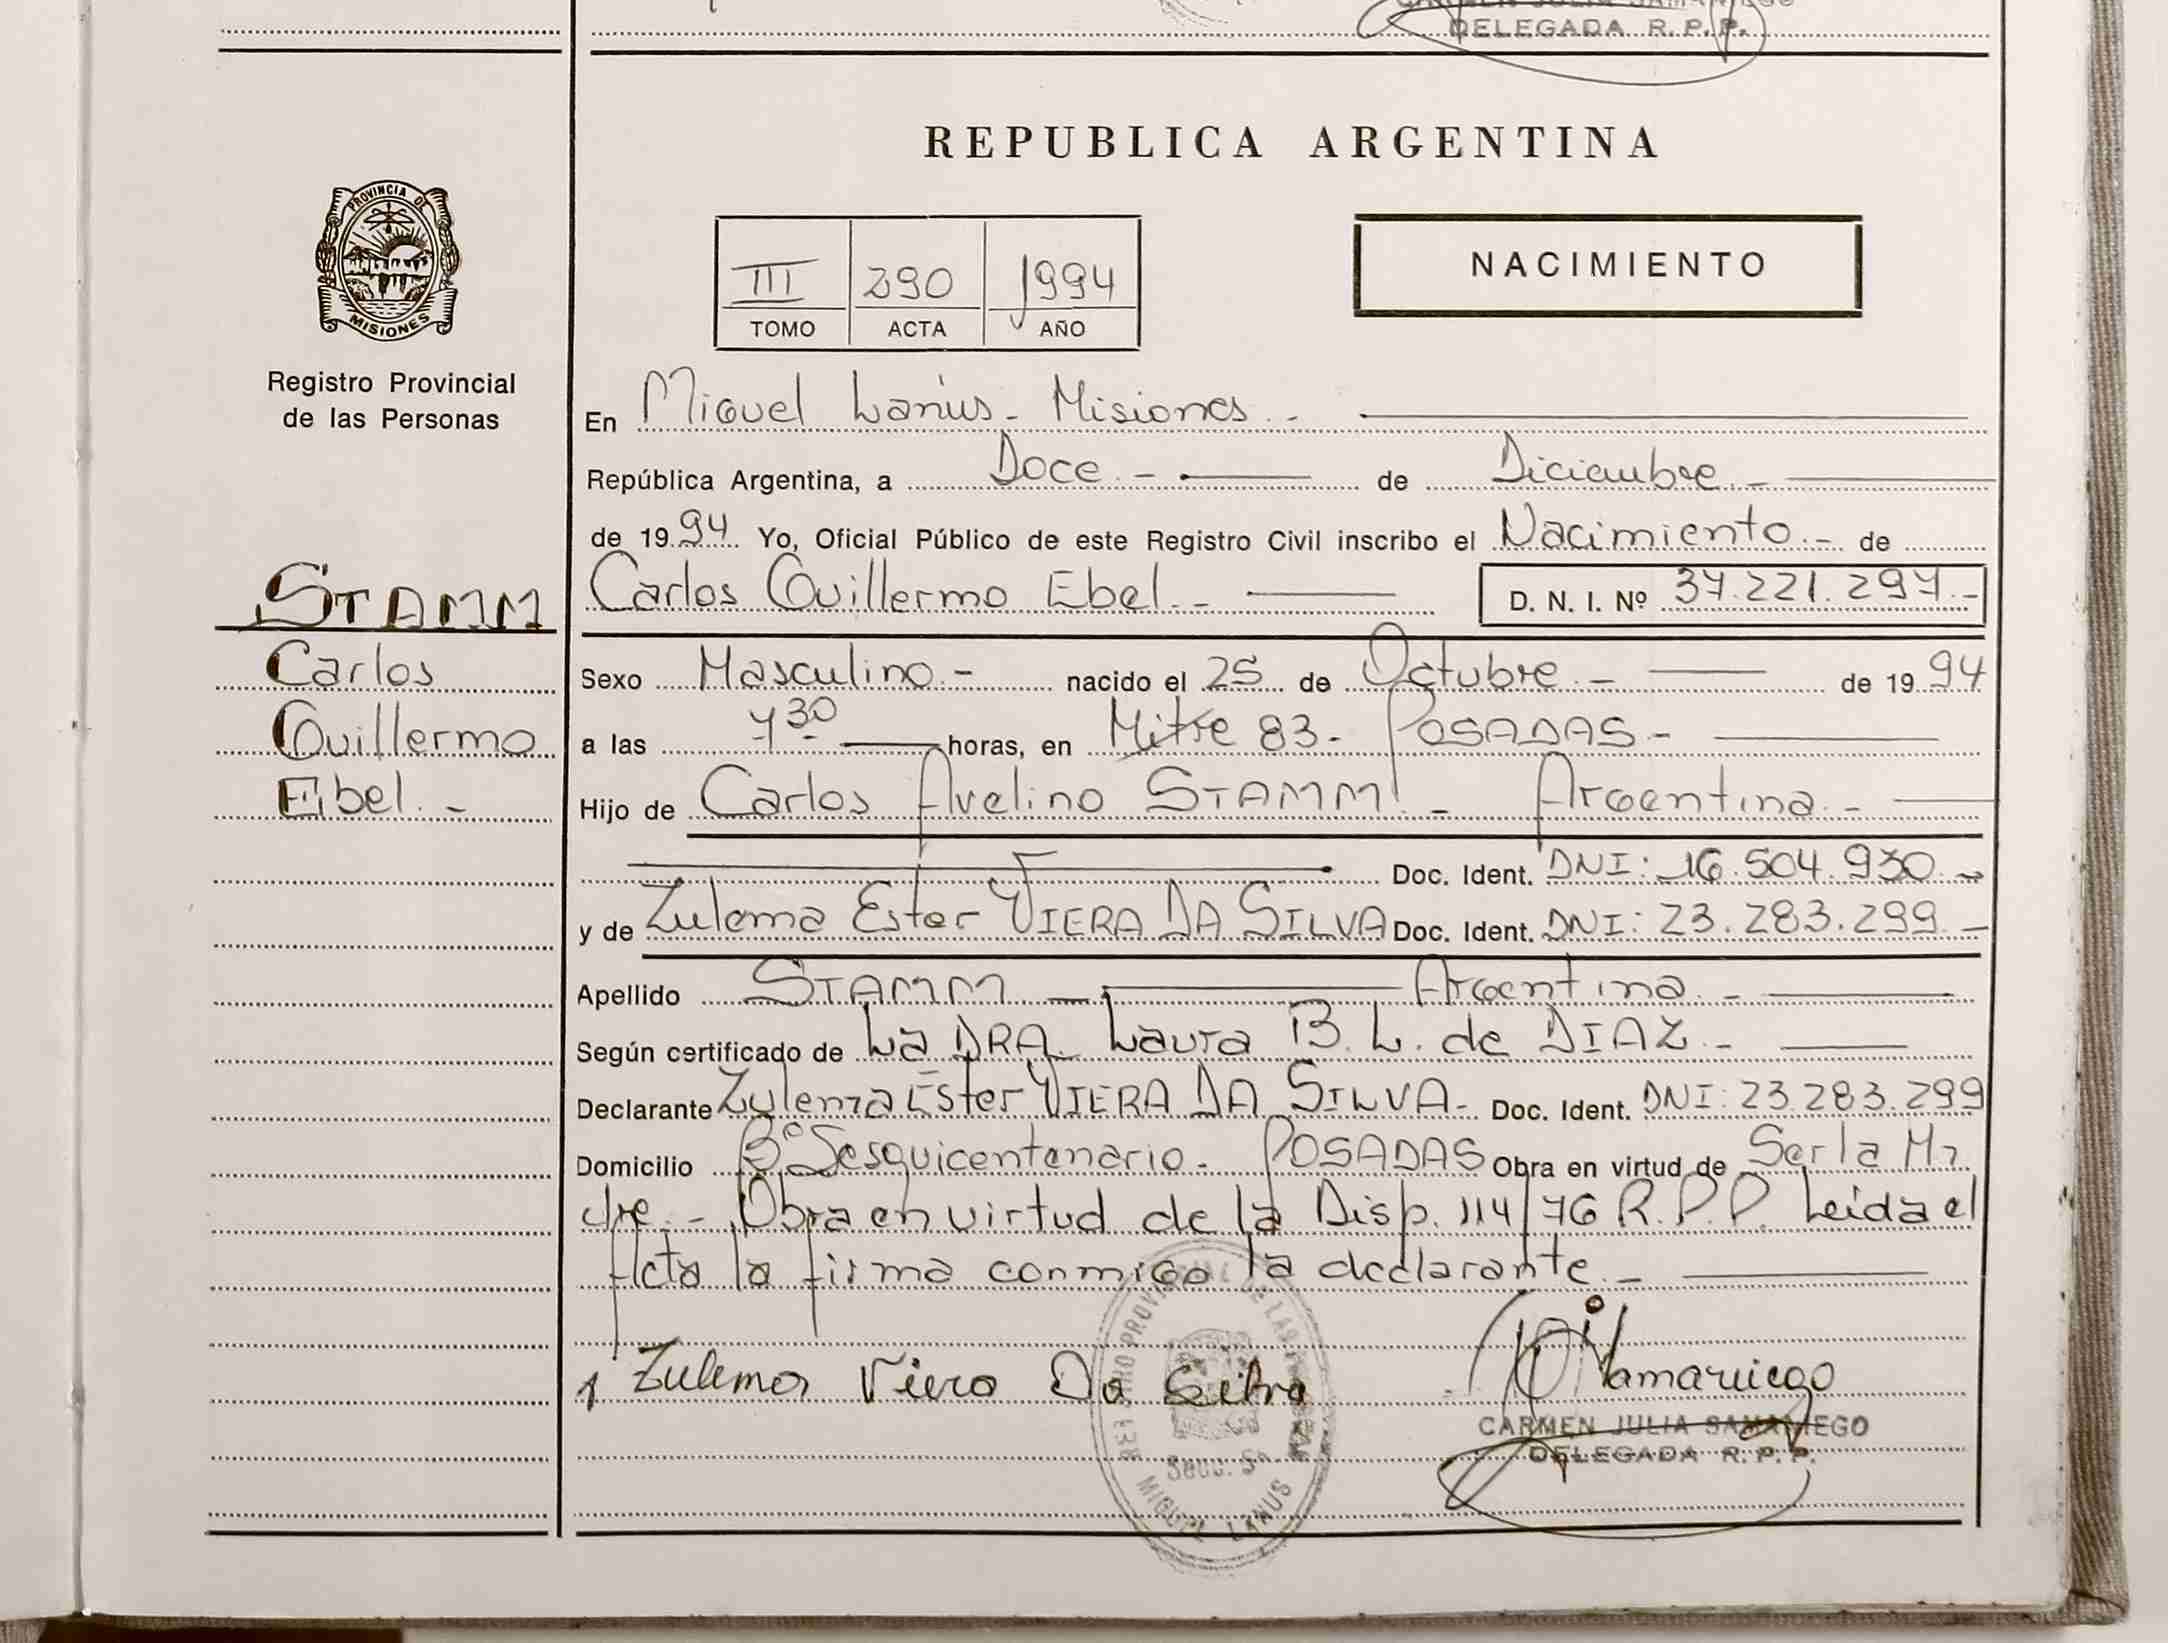 DELEGADA R. P. P.
REPUBLICA ARGENTINA
PROVINCIA DE
MISIONES
Registro Provincial
de las Personas
III 290 1994
TOMO ACTA AÑO
NACIMIENTO
En Miguel Lanús - Misiones. -
República Argentina, a Doce. - de Diciembre. -
de 1994 Yo, Oficial Público de este Registro Civil inscribo el Nacimiento. - de
STAMM
Carlos Guillermo Ebel. - D. N. I. Nº 37.221.297. -
Carlos
Sexo Masculino. - nacido el 25 de Octubre. - de 1994
Guillermo
a las 7 30 horas, en Mitre 83 - POSADAS -
Ebel. -
Hijo de Carlos Avelino STAMM. - Argentina. -
Doc. Ident. DNI: 16.504.930. -
y de Zulema Ester VIERA DA SILVA Doc. Ident. DNI: 23.283.299. -
Apellido STAMM - Argentina. -
Según certificado de La DRA. Laura B. L. de DIAZ. -
Declarante Zulema Ester VIERA DA SILVA - Doc. Ident. DNI: 23.283.299
Domicilio Bº Sesquicentenario - POSADAS Obra en virtud de Ser la Ma
dre. - Obra en virtud de la Disp. 114/76 R.P.P. Leida el
Acta la firma conmigo la declarante. -
Zulema Viera Da Silva
Samaniego
CARMEN JULIA SAMANIEGO
DELEGADA R. P. P.
Secc. 5ª
MIGUEL LANUS